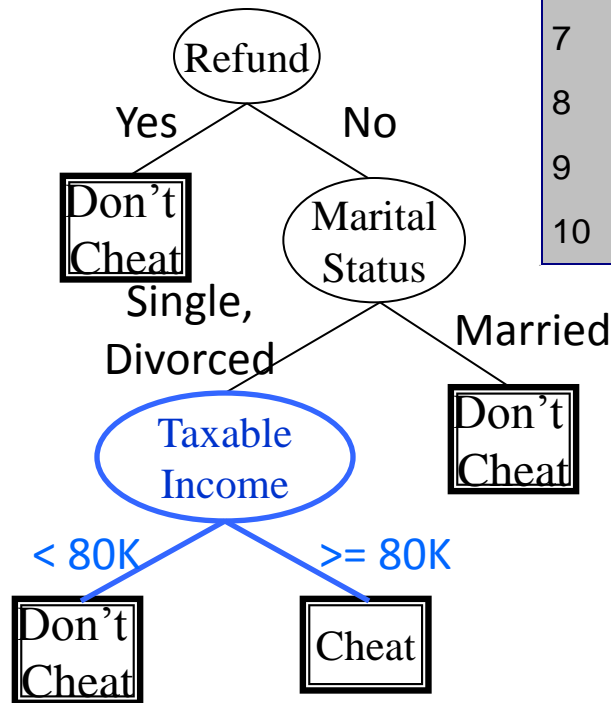 Refund
7
Yes
No
8
Don't
Cheat
Marital
Status
9
10
Single,
Divorced
Married
Taxable
Income
Don't
Cheat
< 80K
>= 80K
Don't
Cheat
Cheat